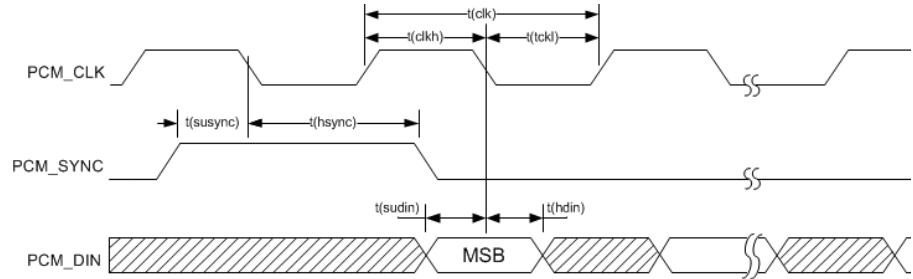 t(clk)
t(clkh) t(tckl)
PCM_CLK
t(susync) t(hsync)
PCM_SYNC
t(sudin) t(hdin)
PCM_DIN MSB